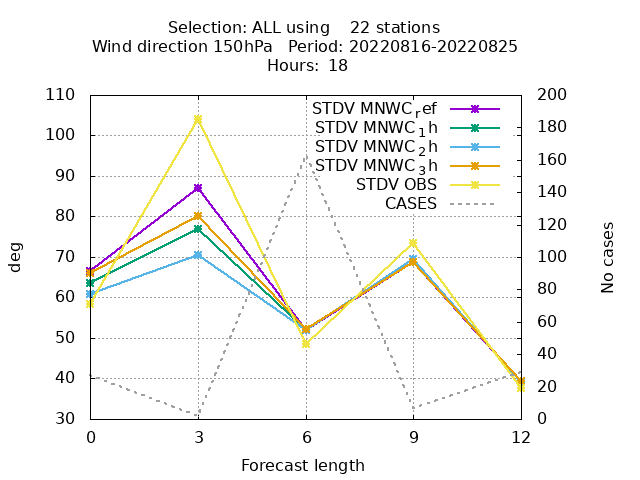 Selection: ALL using    22 stations
Wind direction 150hPa   Period: 20220816-20220825
Hours:  18
110
100
90
80
70
60
50
40
30
200
180
160
140
120
100
80
60
40
20
0
STDV MNWC_ref
STDV MNWC_1h
STDV MNWC_2h
STDV MNWC_3h
STDV OBS
CASES
deg
No cases
0 3 6 9 12
Forecast length